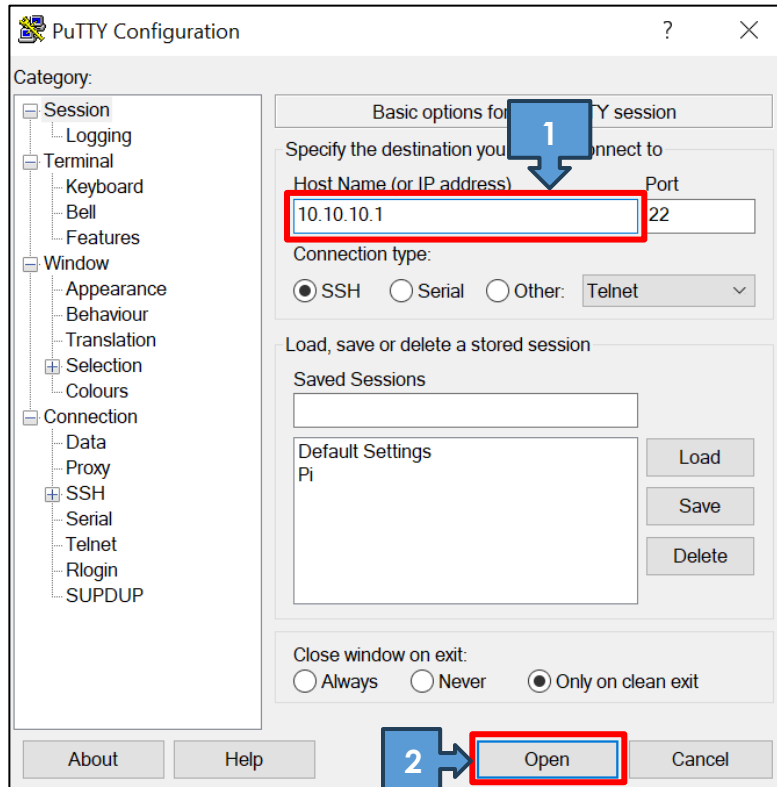 PuTTY Configuration
?
Category:
Session
Logging
Terminal
Keyboard
Bell
Features
Window
Appearance
Behaviour
Translation
Selection
Colours
Connection
Data
Proxy
SSH
Serial
Telnet
Rlogin
SUPDUP
Basic options for TY session
1
Specify the destination you onnect to
Host Name (or IP address) Port
10.10.10.1 22
Connection type:
SSH Serial Other: Telnet
Load, save or delete a stored session
Saved Sessions
Default Settings
Pi
Load
Save
Delete
Close window on exit:
Always Never Only on clean exit
About Help 2 Open Cancel